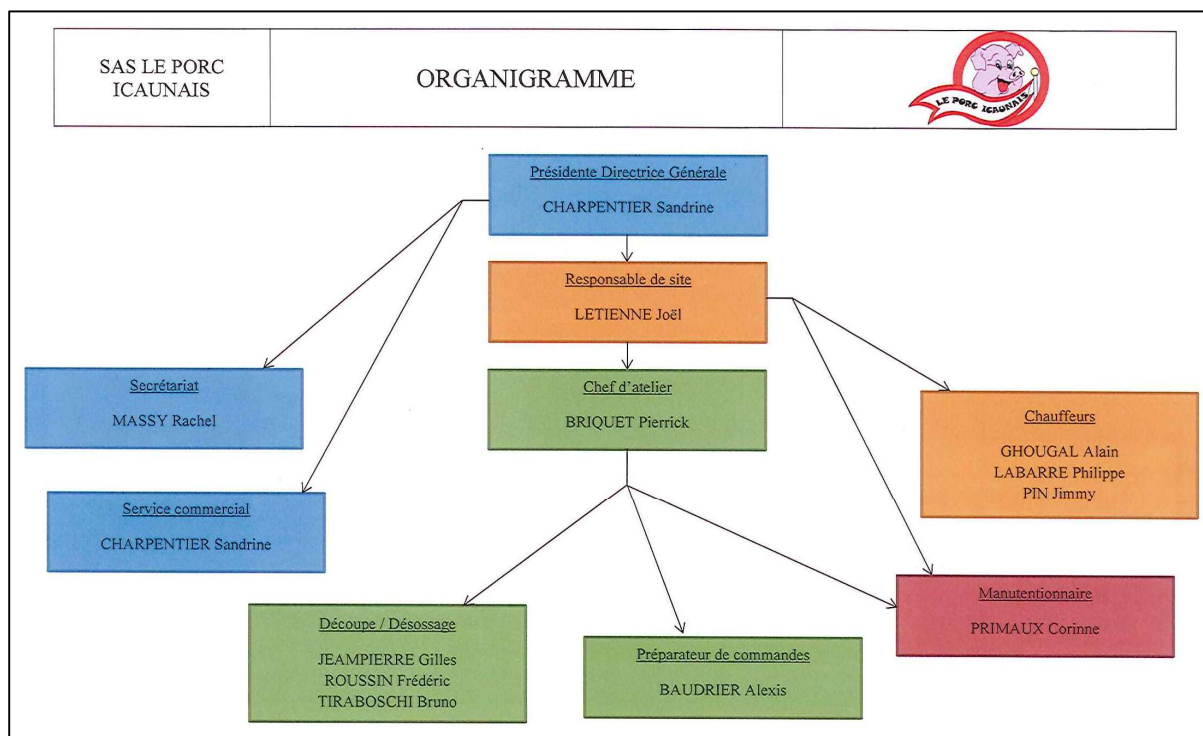 SAS LE PORC
ICAUNAIS
ORGANIGRAMME
LE PORC ICAUNAIS
Présidente Directrice Générale
CHARPENTIER Sandrine
Responsable de site
LETIENNE Joël
Secrétariat
MASSY Rachel
Chef d'atelier
BRIQUET Pierrick
Chauffeurs
GHOUGAL Alain
LABARRE Philippe
PIN Jimmy
Service commercial
CHARPENTIER Sandrine
Découpe / Désossage
JEAMPIERRE Gilles
ROUSSIN Frédéric
TIRABOSCHI Bruno
Préparateur de commandes
BAUDRIER Alexis
Manutentionnaire
PRIMAUX Corinne